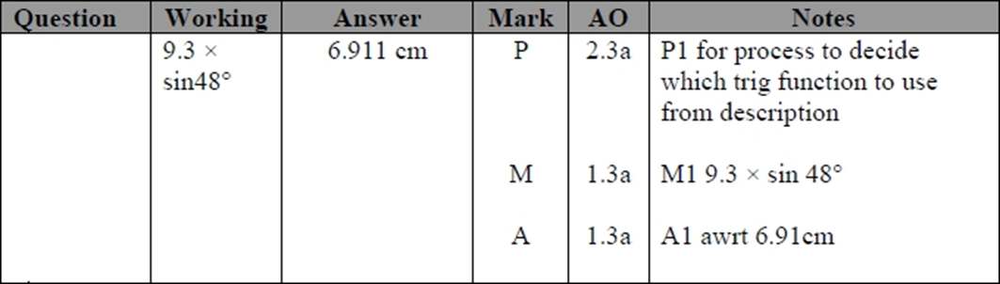 Question Working Answer Mark AO Notes
9.3 × 6.911 cm P 2.3a P1 for process to decide
sin48° which trig function to use
from description
M 1.3a M1 9.3 × sin 48°
A 1.3a A1 awrt 6.91cm